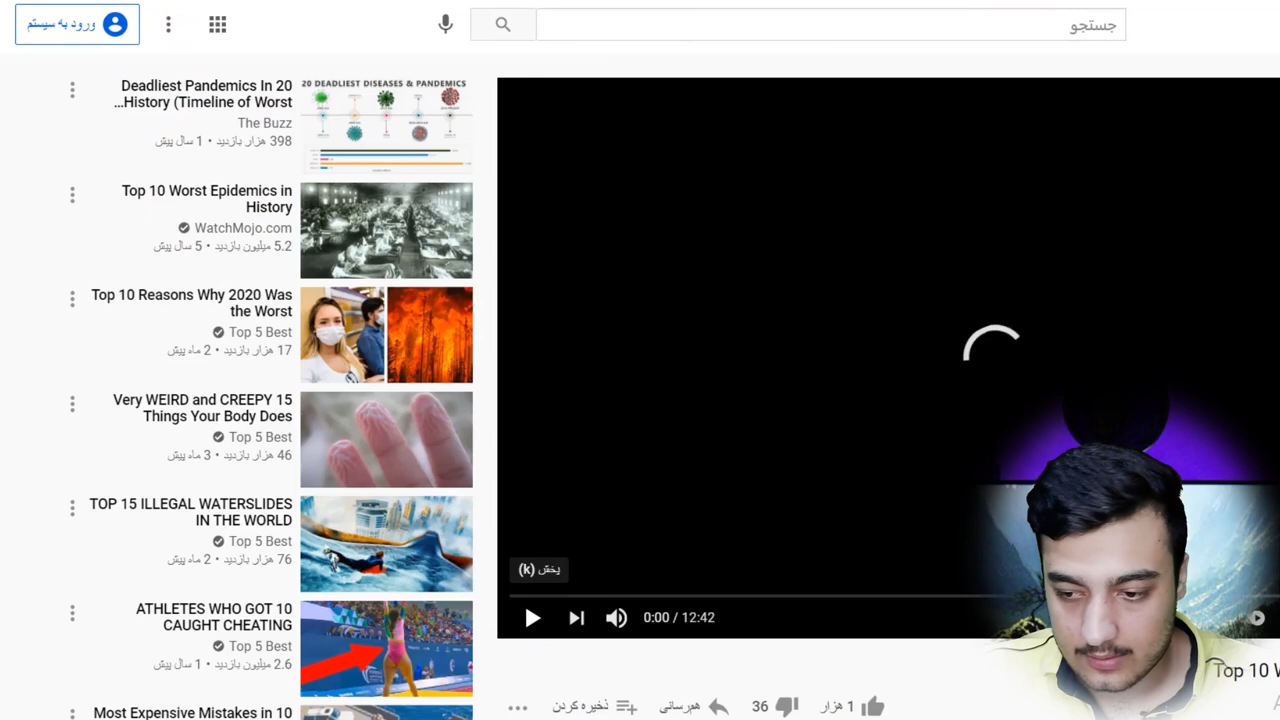 جستجو
ورود به سیستم
20 DEADLIEST DISEASES & PANDEMICS
Deadliest Pandemics In 20
...History (Timeline of Worst
The Buzz
398 هزار بازدید • 1 سال پیش
Top 10 Worst Epidemics in
History
WatchMojo.com
5.2 میلیون بازدید • 5 سال پیش
Top 10 Reasons Why 2020 Was
the Worst
Top 5 Best
17 هزار بازدید • 2 ماه پیش
Very WEIRD and CREEPY 15
Things Your Body Does
Top 5 Best
46 هزار بازدید • 3 ماه پیش
TOP 15 ILLEGAL WATERSLIDES
IN THE WORLD
Top 5 Best
76 هزار بازدید • 2 ماه پیش
ATHLETES WHO GOT 10
CAUGHT CHEATING
Top 5 Best
2.6 هزار بازدید • 1 سال پیش
Most Expensive Mistakes in 10
پخش (k)
0:00 / 12:42
Top 10
1 هزار
36
همرسانی
ذخیره کردن